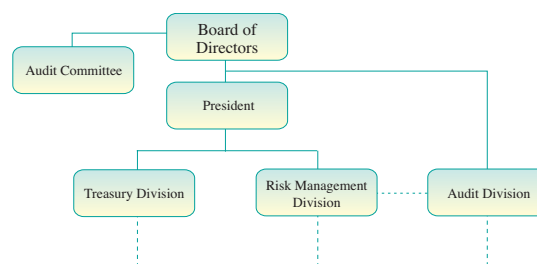 Board of
Directors
Audit Committee
President
Treasury Division
Risk Management
Division
Audit Division